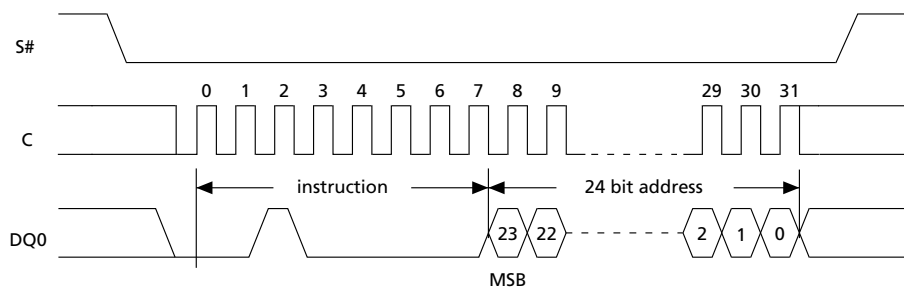 S#
0 1 2 3 4 5 6 7 8 9 29 30 31
C
instruction 24 bit address
DQ0 23 22 2 1 0
MSB